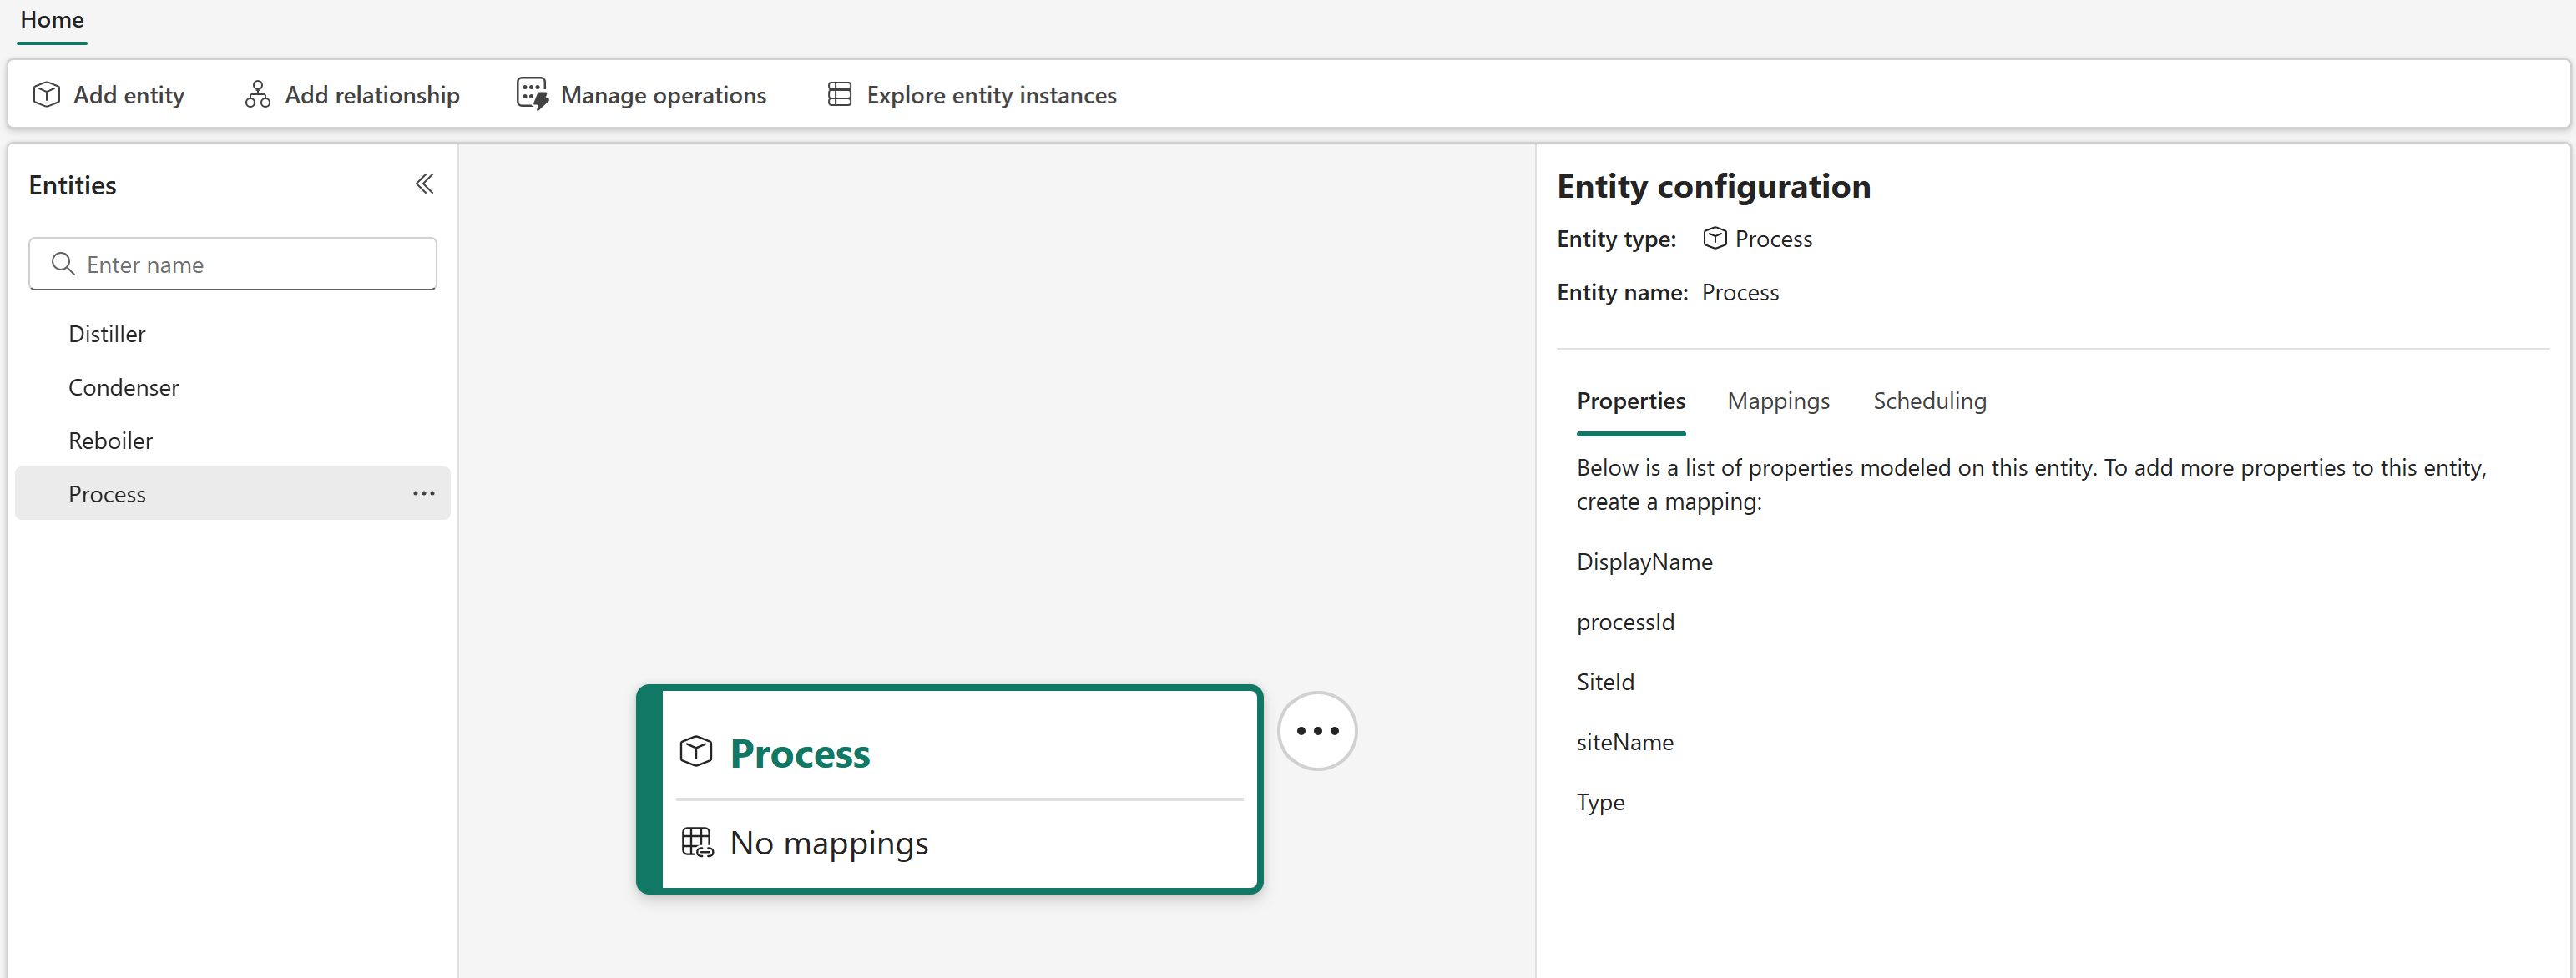 Home
Add entity
Add relationship
Manage operations
Explore entity instances
Entities
Enter name
Distiller
Condenser
Reboiler
Process
Process
No mappings
Entity configuration
Entity type: Process
Entity name: Process
Properties Mappings Scheduling
Below is a list of properties modeled on this entity. To add more properties to this entity,
create a mapping:
DisplayName
processId
SiteId
siteName
Type